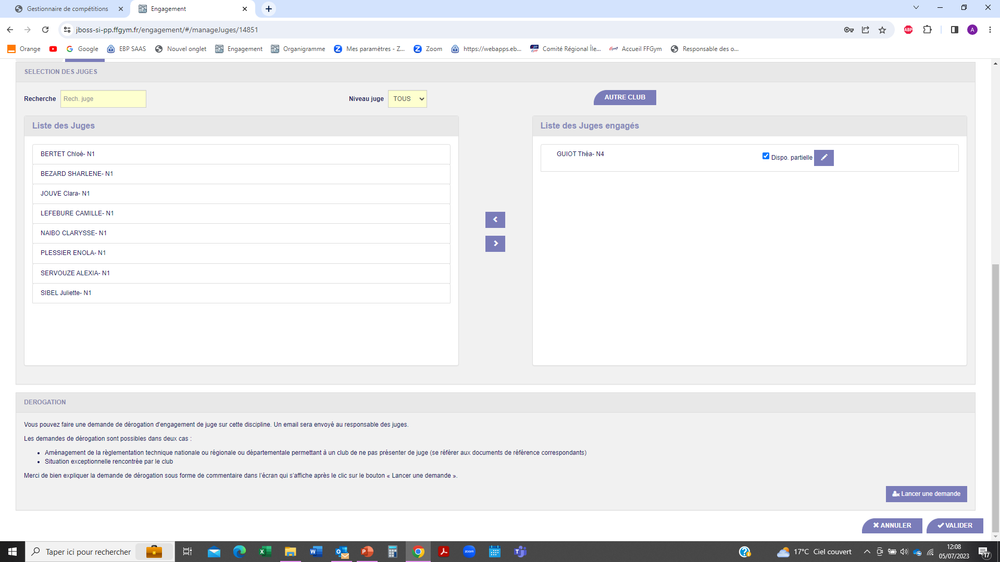 Gestionnaire de compétitions
Engagement
jboss-si-pp.ffgym.fr/engagement/#/manageJuges/14851
ABP
A
Orange
Google
EBP SAAS
Nouvel onglet
Engagement
Organigramme
Mes paramètres - Z...
Zoom
https://webapps.eb...
Comité Régional Île...
Accueil FFGym
Responsable des o...
SELECTION DES JUGES
Recherche
Rech. juge
Niveau juge
TOUS
AUTRE CLUB
Liste des Juges
Liste des Juges engagés
BERTET Chloé- N1
BEZARD SHARLENE- N1
JOUVE Clara- N1
LEFEBURE CAMILLE- N1
NAIBO CLARYSSE- N1
PLESSIER ENOLA- N1
SERVOUZE ALEXIA- N1
SIBEL Juliette- N1
GUIOT Théa- N4
Dispo. partielle
DEROGATION
Vous pouvez faire une demande de dérogation d'engagement de juge sur cette discipline. Un email sera envoyé au responsable des juges.
Les demandes de dérogation sont possibles dans deux cas :
• Aménagement de la règlementation technique nationale ou régionale ou départementale permettant à un club de ne pas présenter de juge (se référer aux documents de référence correspondants)
• Situation exceptionnelle rencontrée par le club
Merci de bien expliquer la demande de dérogation sous forme de commentaire dans l'écran qui s'affiche après le clic sur le bouton « Lancer une demande ».
Lancer une demande
ANNULER
VALIDER
Taper ici pour rechercher
zoom
17°C Ciel couvert
12:08
05/07/2023
17